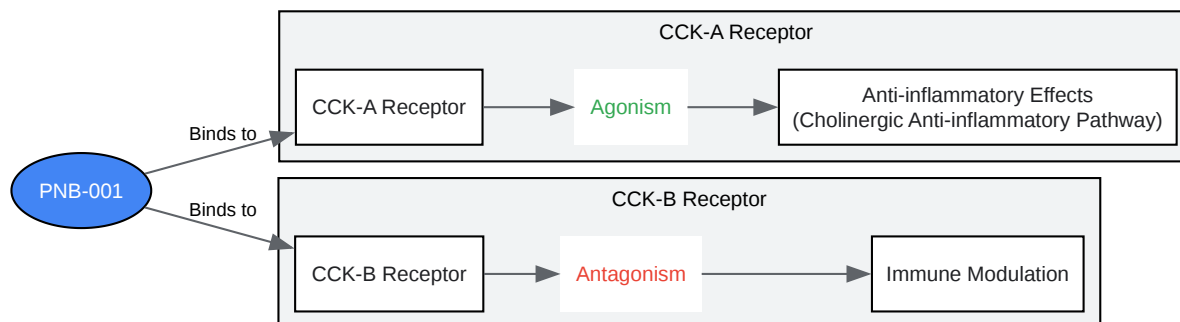 CCK-A Receptor
CCK-A Receptor
Agonism
Anti-inflammatory Effects
(Cholinergic Anti-inflammatory Pathway)
Binds to
PNB-001
Binds to
CCK-B Receptor
CCK-B Receptor
Antagonism
Immune Modulation